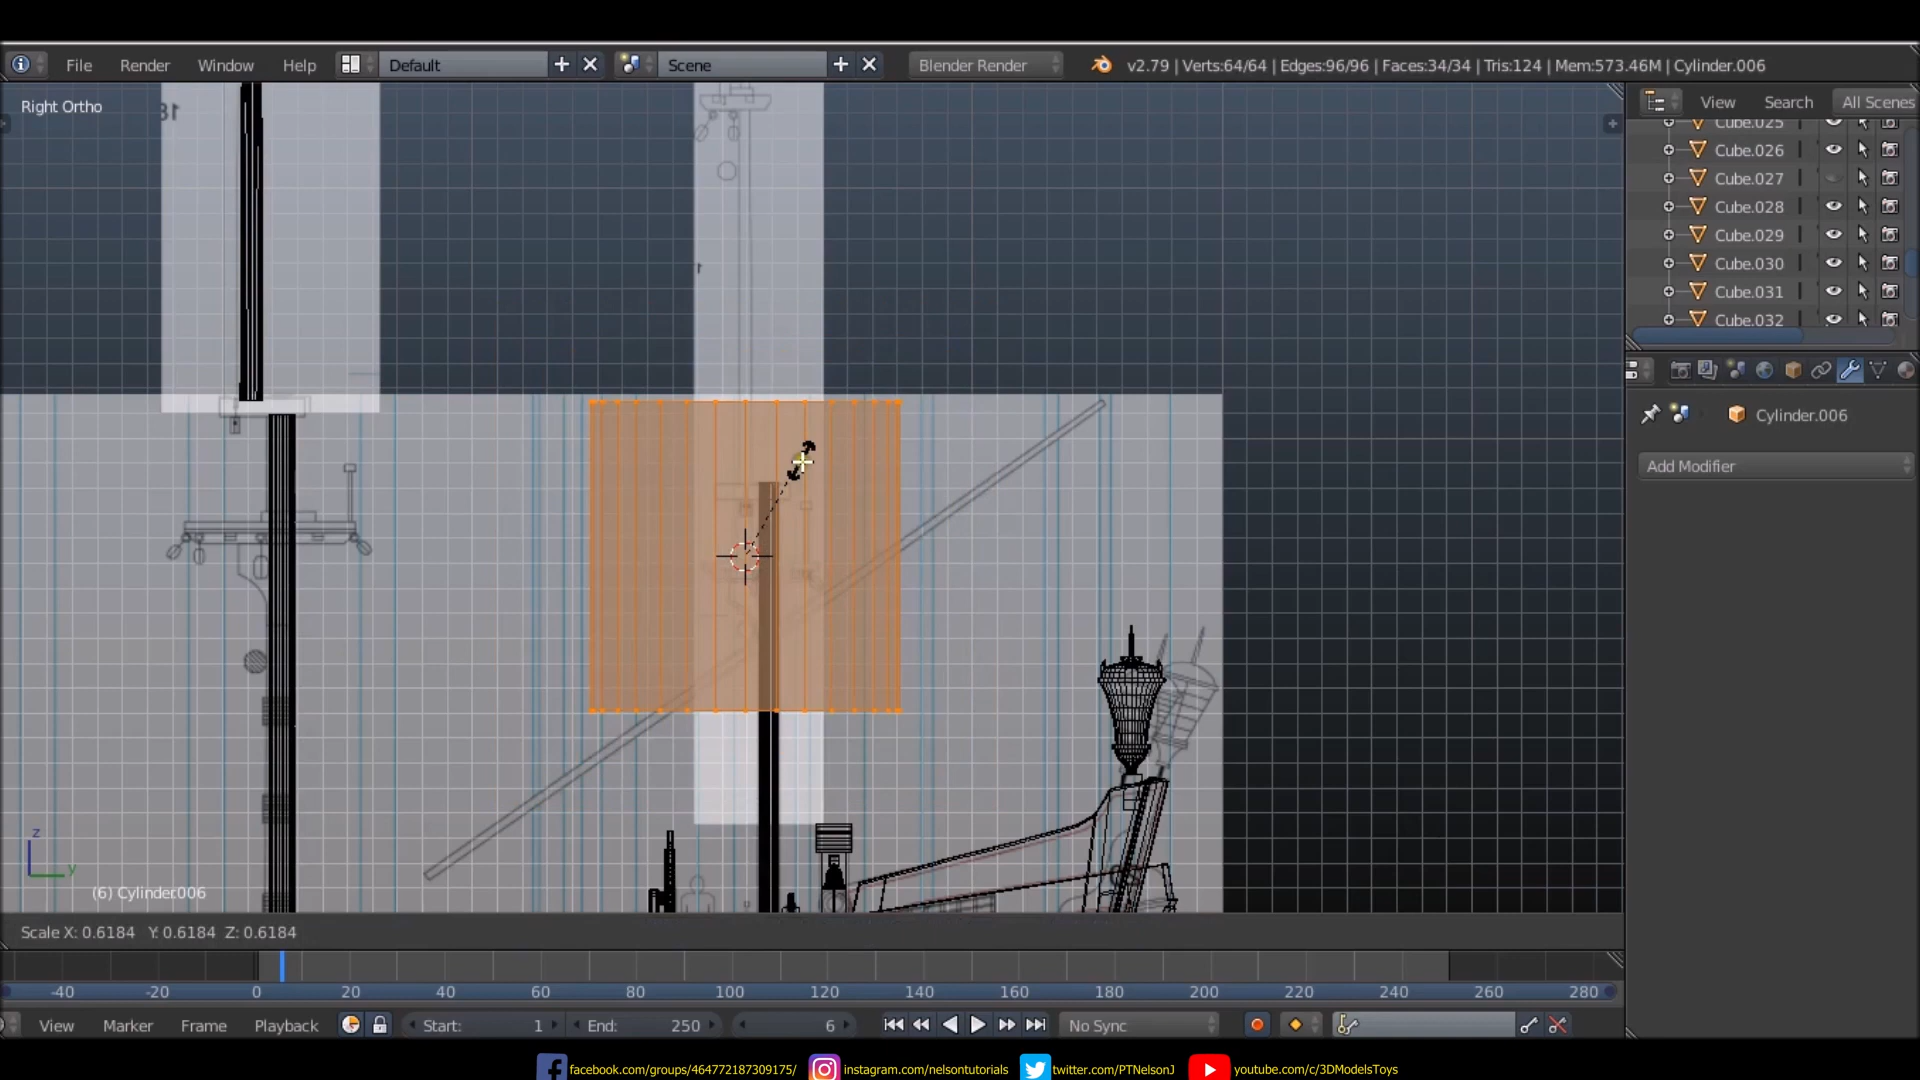 File Render Window Help Default Scene Blender Render v2.79 | Verts:64/64 | Edges:96/96 | Faces:34/34 | Tris:124 | Mem:573.46M | Cylinder.006
Right Ortho
View Search All Scenes
Cube.025
Cube.026
Cube.027
Cube.028
Cube.029
Cube.030
Cube.031
Cube.032
Cylinder.006
Add Modifier
z
y
(6) Cylinder.006
Scale X: 0.6184 Y: 0.6184 Z: 0.6184
-40 -20 0 20 40 60 80 100 120 140 160 180 200 220 240 260 280
View Marker Frame Playback Start: 1 End: 250 6 No Sync
facebook.com/groups/464772187309175/ instagram.com/nelsontutorials twitter.com/PTNelsonJ youtube.com/c/3DModelsToys